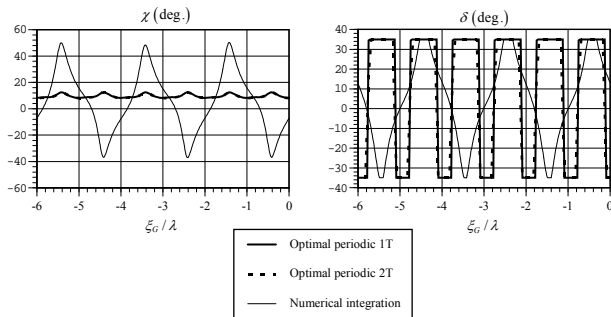 χ (deg.)
60
40
20
0
-20
-40
-60
-6 -5 -4 -3 -2 -1 0
ξ_G / λ
δ (deg.)
40
30
20
10
0
-10
-20
-30
-40
-6 -5 -4 -3 -2 -1 0
ξ_G / λ
Optimal periodic 1T
Optimal periodic 2T
Numerical integration